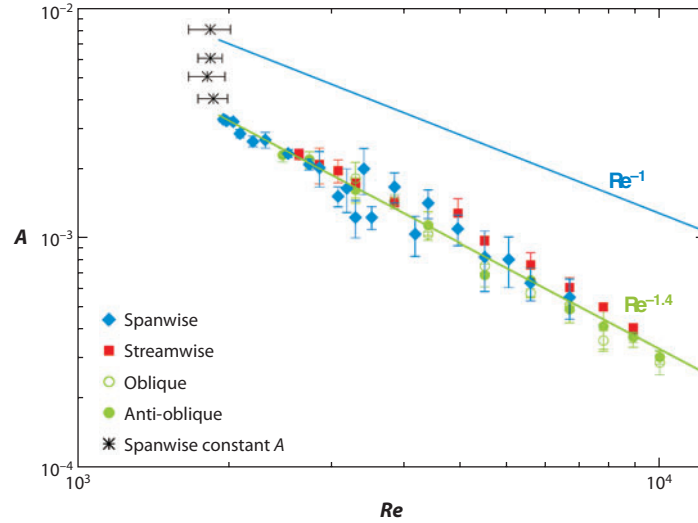 10⁻²
10⁻³
10⁻⁴
A
Re⁻¹
Re⁻¹·⁴
Spanwise
Streamwise
Oblique
Anti-oblique
Spanwise constant A
10³
10⁴
Re